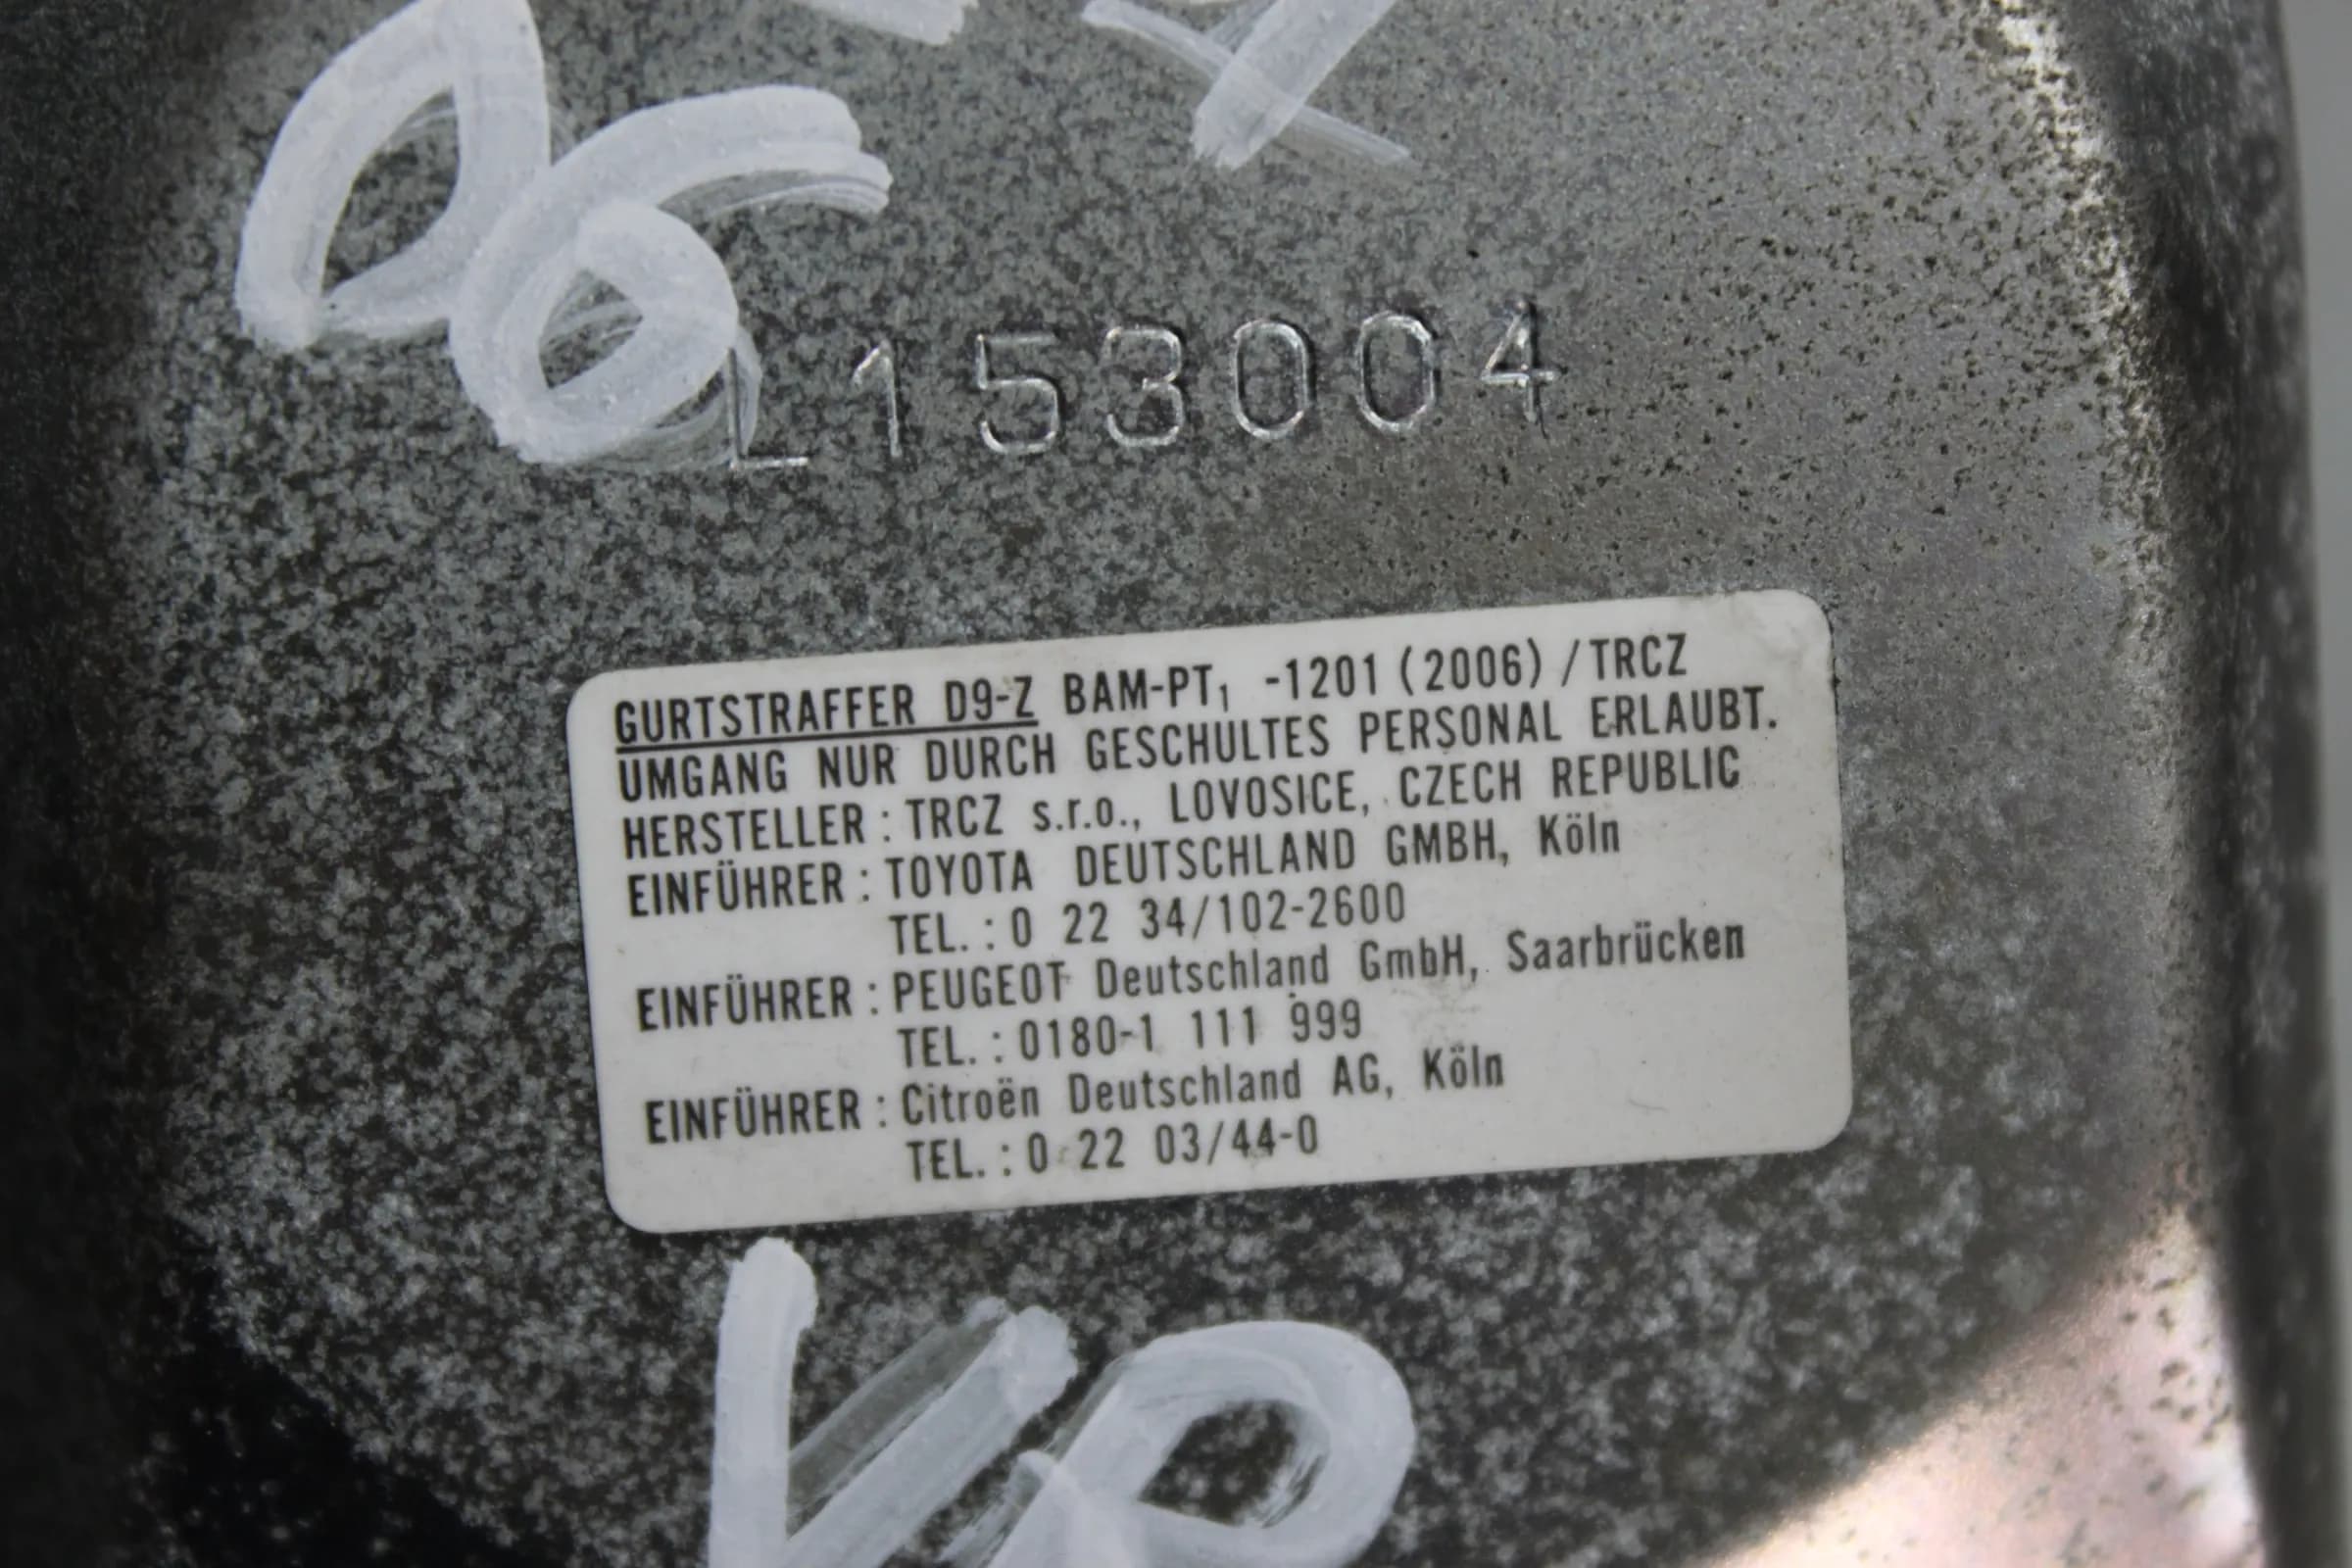 06
L153004
GURTSTRAFFER D9-Z BAM-PT₁ -1201 (2006) /TRCZ
UMGANG NUR DURCH GESCHULTES PERSONAL ERLAUBT.
HERSTELLER : TRCZ s.r.o., LOVOSICE, CZECH REPUBLIC
EINFÜHRER : TOYOTA DEUTSCHLAND GMBH, Köln
TEL. : 0 22 34/102-2600
EINFÜHRER : PEUGEOT Deutschland GmbH, Saarbrücken
TEL. : 0180-1 111 999
EINFÜHRER : Citroën Deutschland AG, Köln
TEL. : 0 22 03/44-0
VP